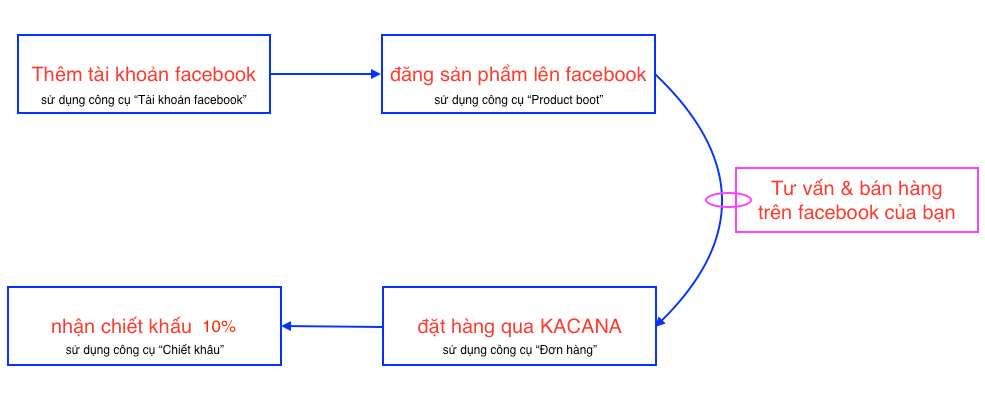 Thêm tài khoản facebook
sử dụng công cụ “Tài khoản facebook”
đăng sản phẩm lên facebook
sử dụng công cụ “Product boot”
Tư vấn & bán hàng
trên facebook của bạn
đặt hàng qua KACANA
sử dụng công cụ “Đơn hàng”
nhận chiết khấu 10%
sử dụng công cụ “Chiết khấu”